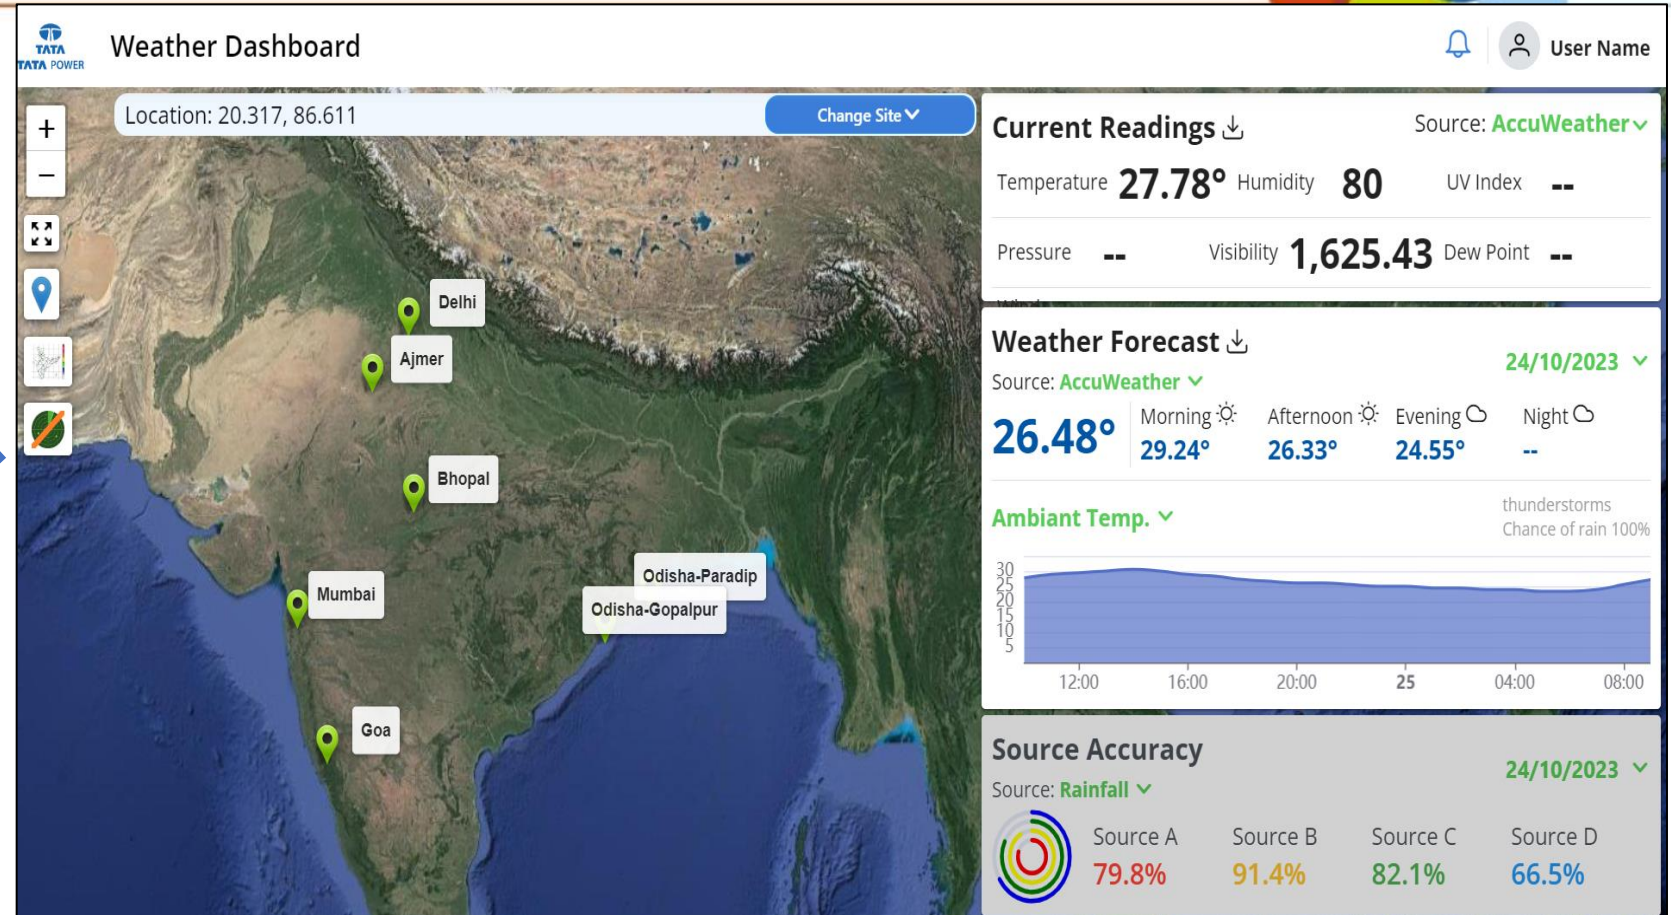 TATA
TATA POWER
Weather Dashboard
User Name
+
−
Location: 20.317, 86.611
Change Site
Delhi
Ajmer
Bhopal
Mumbai
Odisha-Paradip
Odisha-Gopalpur
Goa
Current Readings
Source: AccuWeather
Temperature 27.78° Humidity 80 UV Index --
Pressure -- Visibility 1,625.43 Dew Point --
Weather Forecast
24/10/2023
Source: AccuWeather
26.48°
Morning Afternoon Evening Night
29.24° 26.33° 24.55° --
Ambiant Temp.
thunderstorms
Chance of rain 100%
30
25
20
15
10
5
12:00 16:00 20:00 25 04:00 08:00
Source Accuracy
24/10/2023
Source: Rainfall
Source A Source B Source C Source D
79.8% 91.4% 82.1% 66.5%